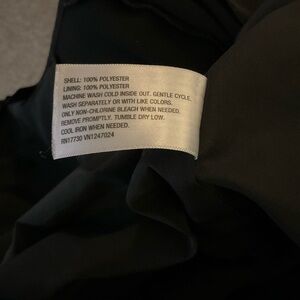 SHELL: 100% POLYESTER
LINING: 100% POLYESTER
MACHINE WASH COLD INSIDE OUT. GENTLE CYCLE.
WASH SEPARATELY OR WITH LIKE COLORS.
ONLY NON-CHLORINE BLEACH WHEN NEEDED.
REMOVE PROMPTLY. TUMBLE DRY LOW.
COOL IRON WHEN NEEDED.
RN17730 VN1247024